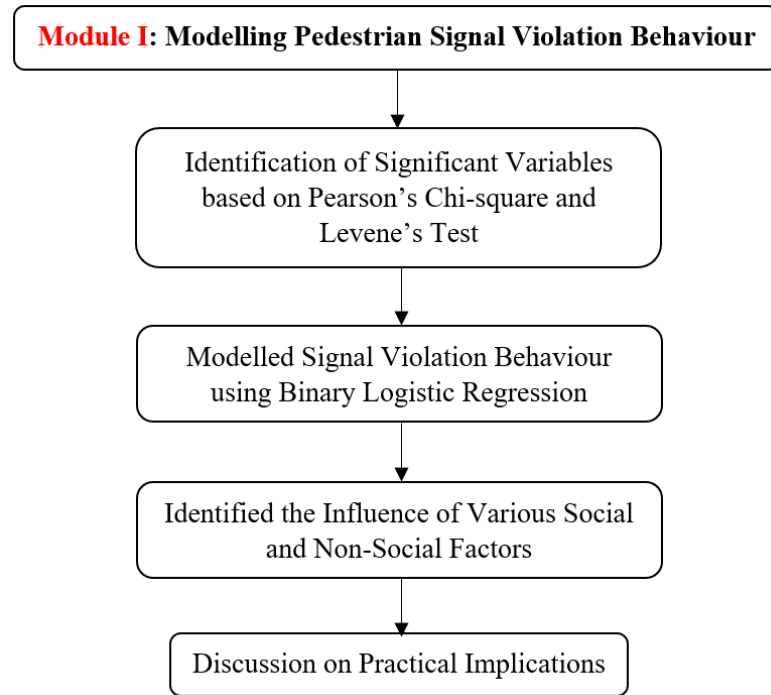 Module I: Modelling Pedestrian Signal Violation Behaviour
Identification of Significant Variables
based on Pearson’s Chi-square and
Levene’s Test
Modelled Signal Violation Behaviour
using Binary Logistic Regression
Identified the Influence of Various Social
and Non-Social Factors
Discussion on Practical Implications